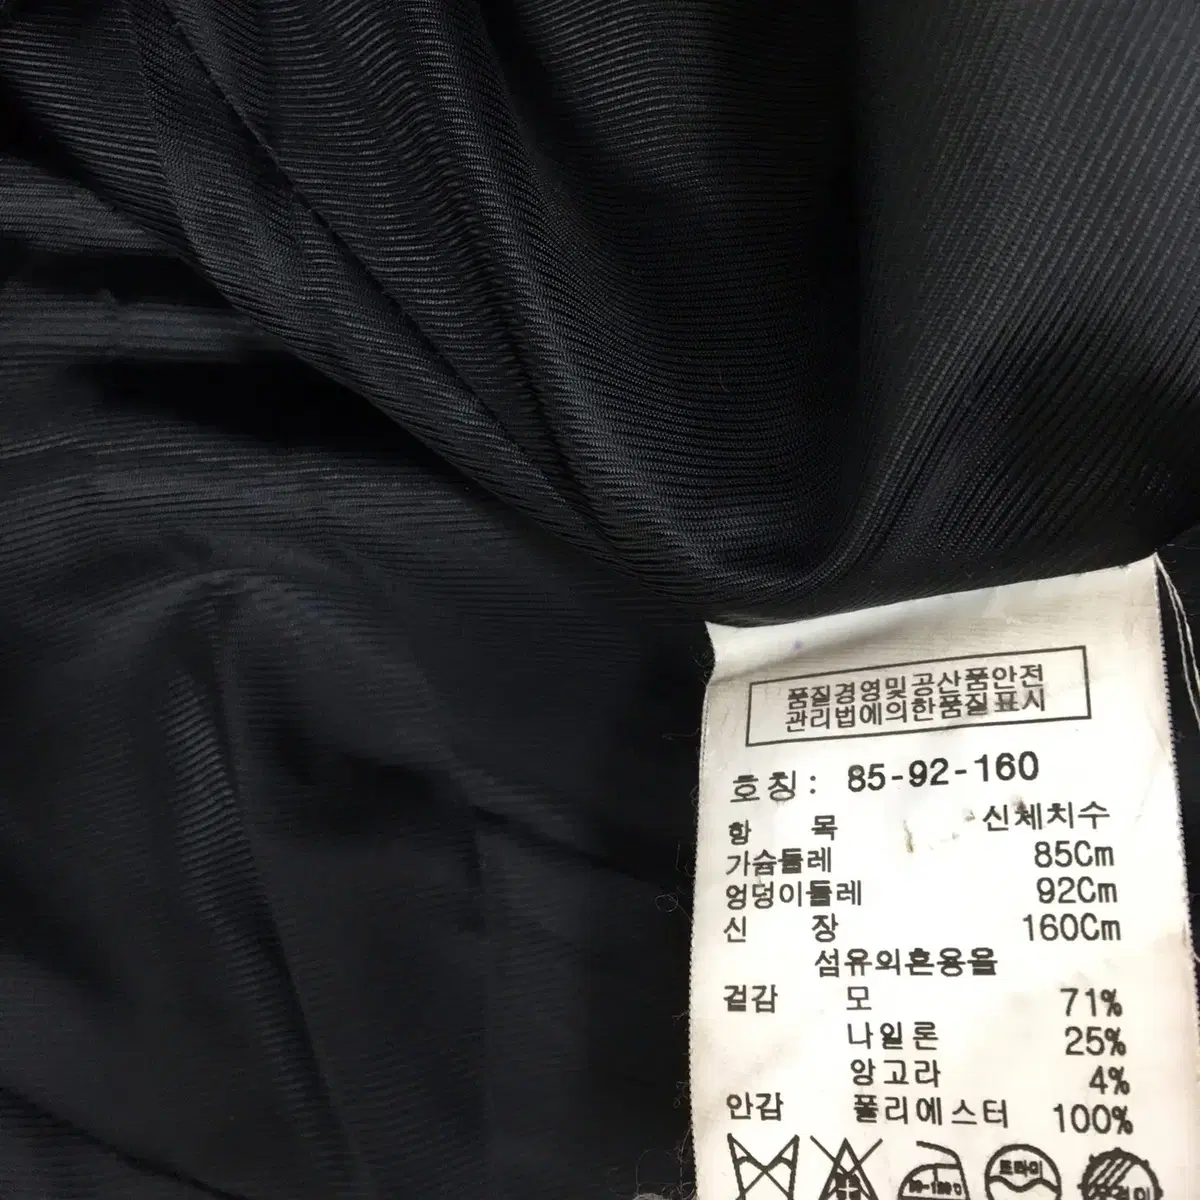 품질경영및공산품안전
관리법에의한품질표시
호칭: 85-92-160
항 목 신체치수
가슴둘레 85Cm
엉덩이둘레 92Cm
신 장 160Cm
섬유의혼용율
겉감 모 71%
나일론 25%
앙고라 4%
안감 폴리에스터 100%
드라이